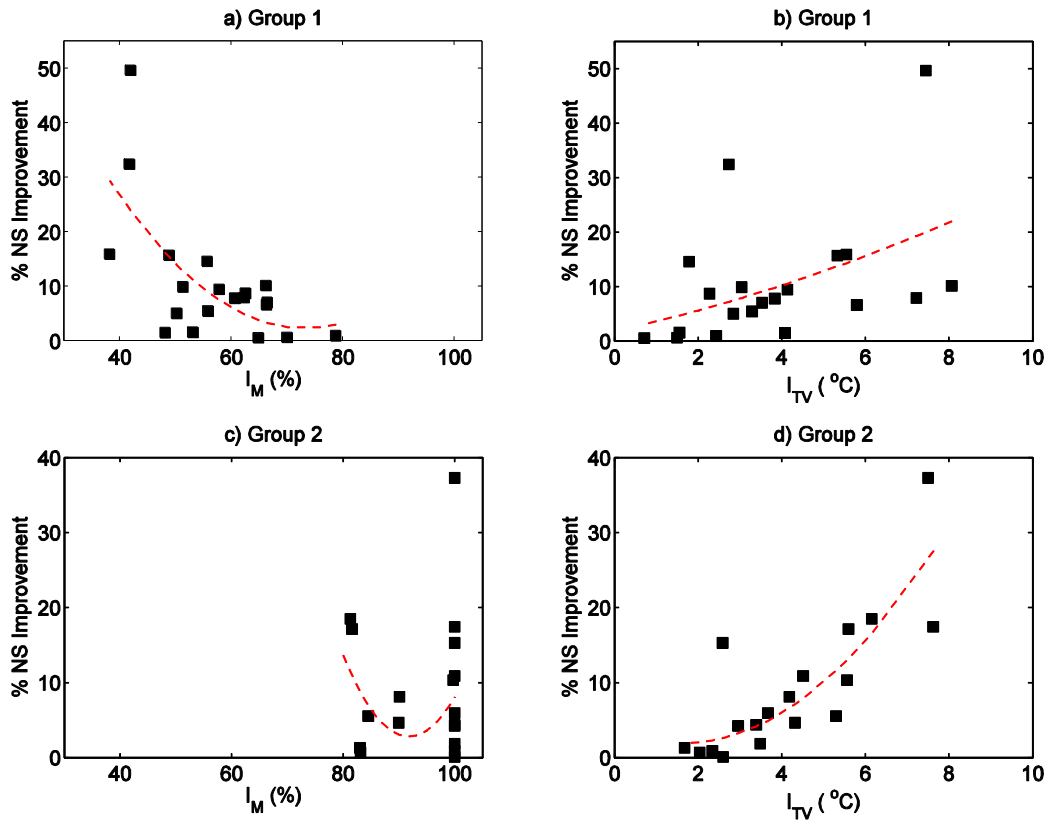 a) Group 1
% NS Improvement
50
40
30
20
10
0
40 60 80 100
I_M (%)
b) Group 1
% NS Improvement
50
40
30
20
10
0
0 2 4 6 8 10
I_TV ( °C)
c) Group 2
% NS Improvement
40
30
20
10
0
40 60 80 100
I_M (%)
d) Group 2
% NS Improvement
40
30
20
10
0
0 2 4 6 8 10
I_TV ( °C)